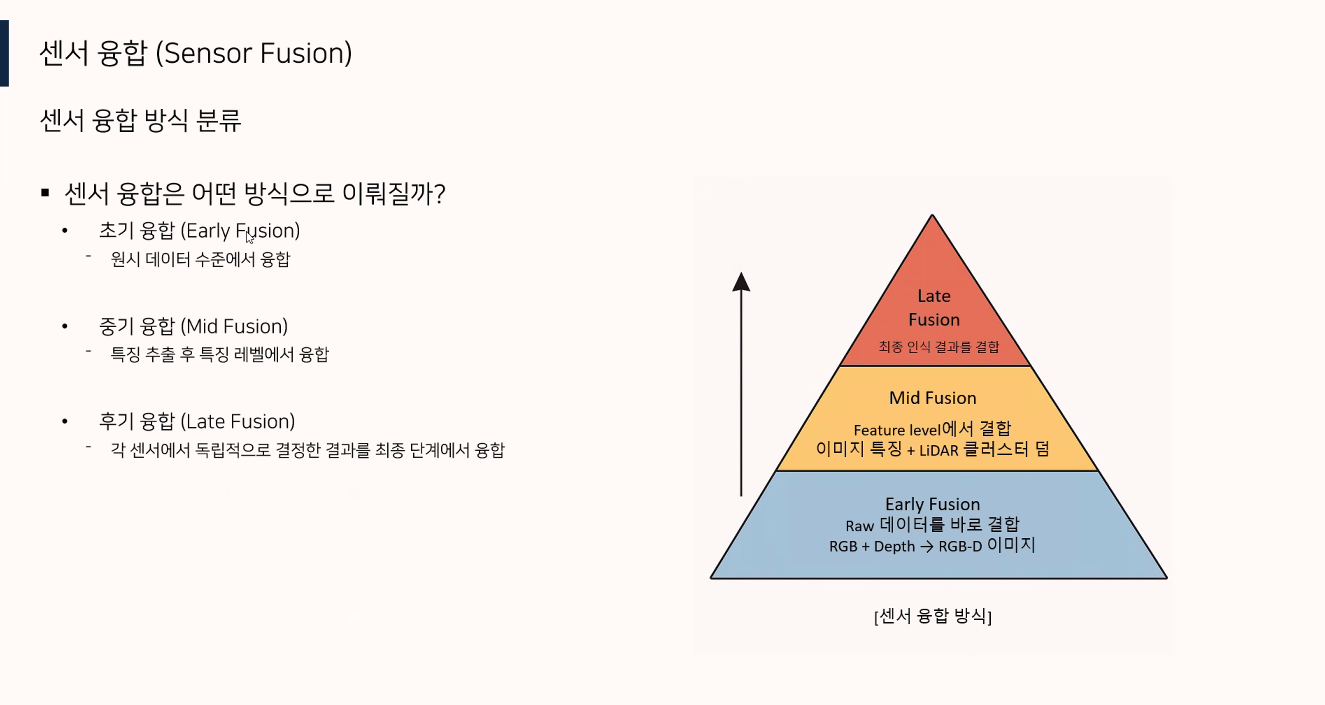 센서 융합 (Sensor Fusion)
센서 융합 방식 분류
▪ 센서 융합은 어떤 방식으로 이뤄질까?
• 초기 융합 (Early Fusion)
- 원시 데이터 수준에서 융합
• 중기 융합 (Mid Fusion)
- 특징 추출 후 특징 레벨에서 융합
• 후기 융합 (Late Fusion)
- 각 센서에서 독립적으로 결정한 결과를 최종 단계에서 융합
Late
Fusion
최종 인식 결과를 결합
Mid Fusion
Feature level에서 결합
이미지 특징 + LiDAR 클러스터 덤
Early Fusion
Raw 데이터를 바로 결합
RGB + Depth → RGB-D 이미지
[센서 융합 방식]